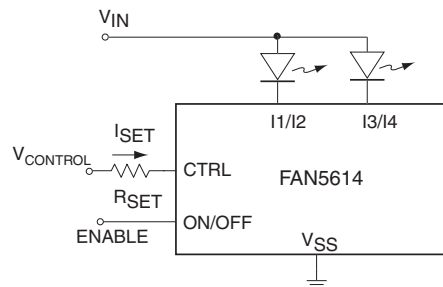 VIN
I1/I2 I3/I4
ISET
VCONTROL
CTRL
FAN5614
RSET
ON/OFF
ENABLE
VSS